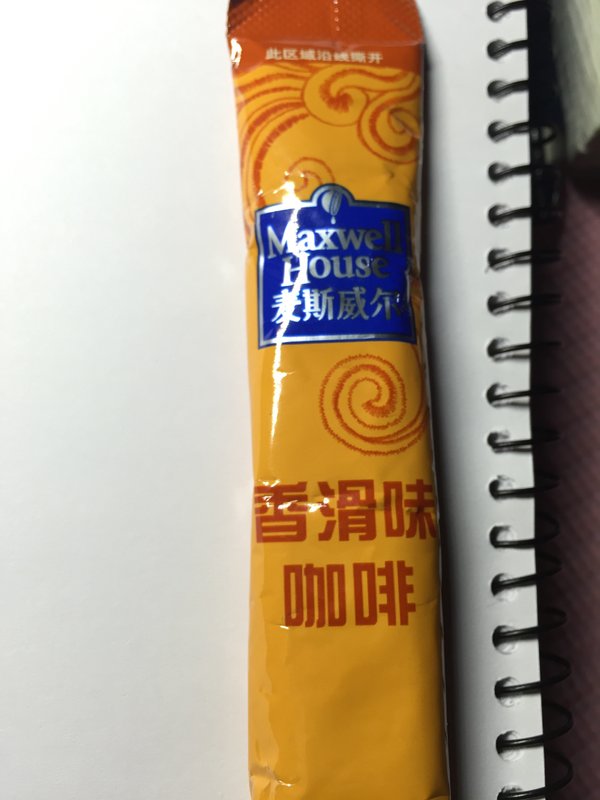 此区域沿线撕开
Maxwell
House
麦斯威尔
香滑味
咖啡